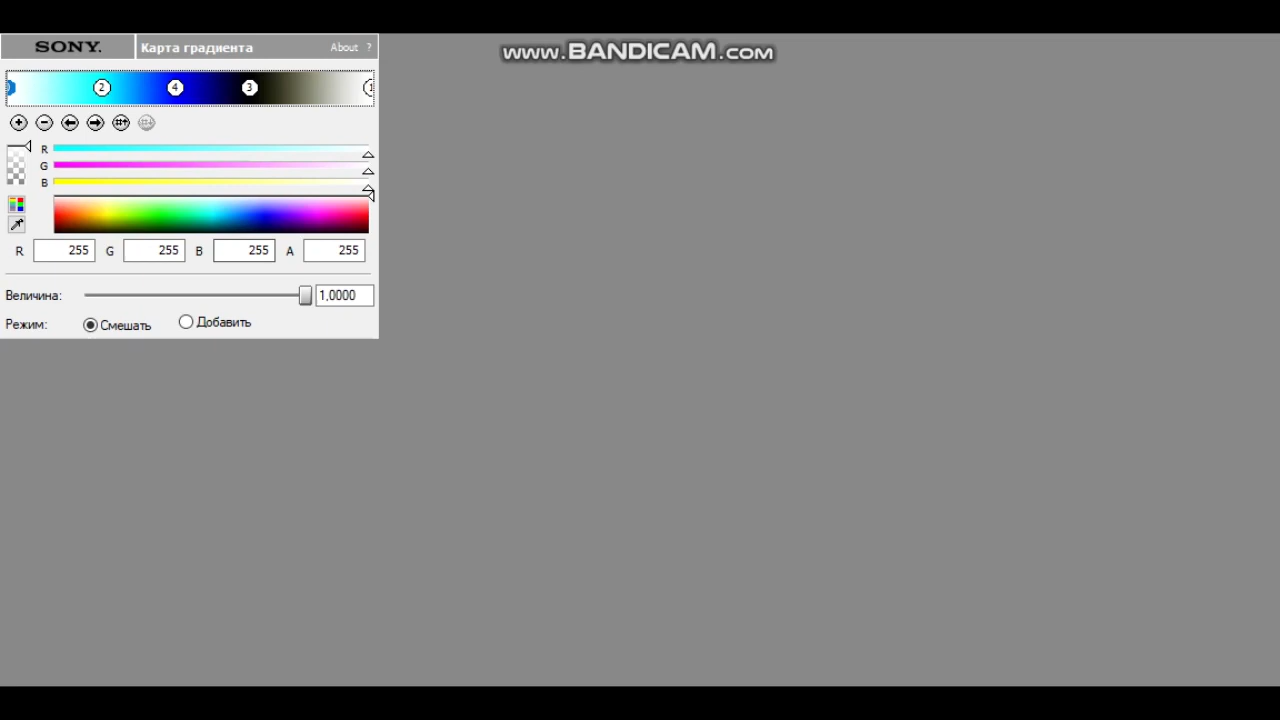 SONY. Карта градиента About ?
www.BANDICAM.com
2 4 3 1
R
G
B
R 255 G 255 B 255 A 255
Величина: 1,0000
Режим: Смешать Добавить